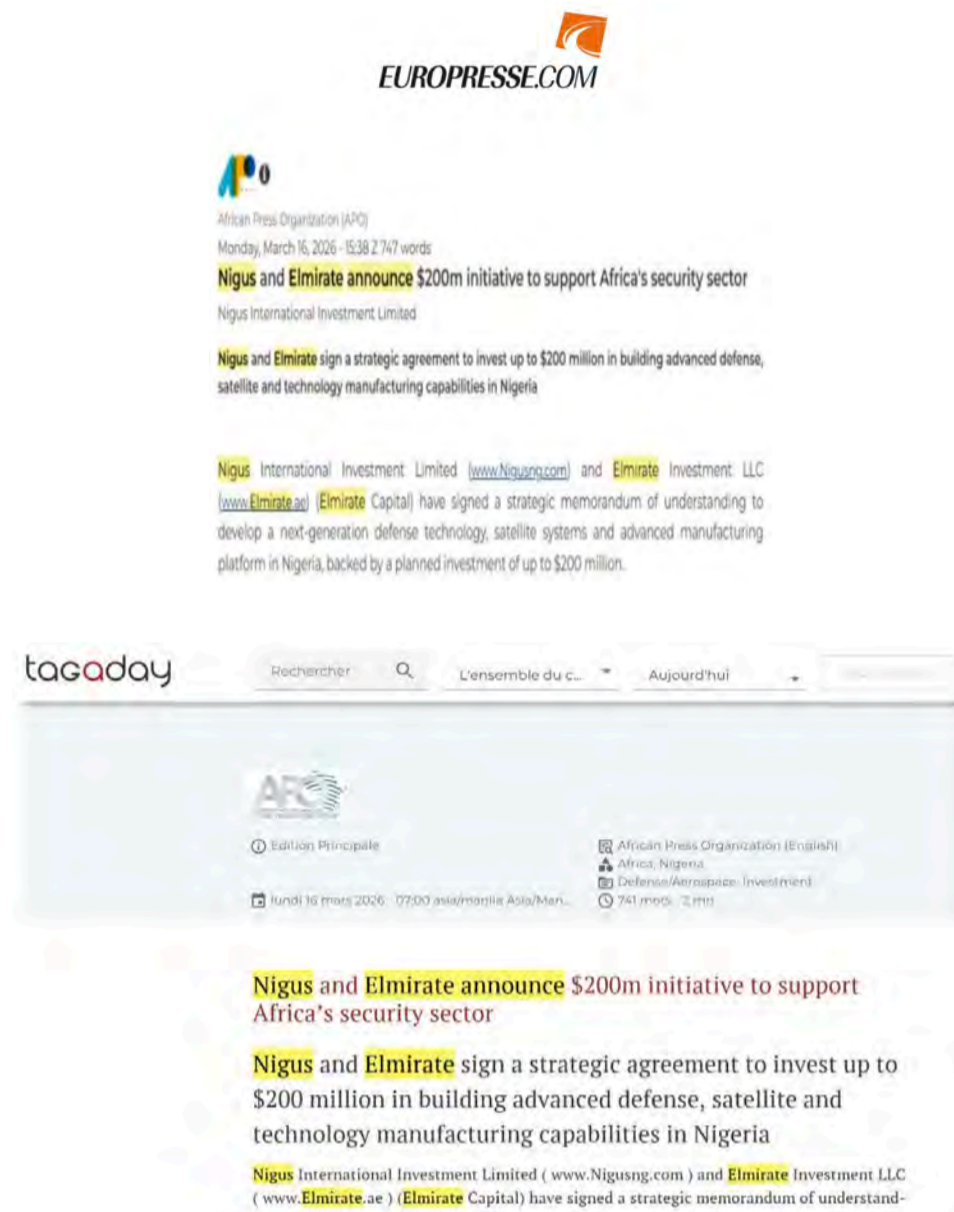 EUROPRESSE.COM
African Press Organization (APO)
Monday, March 16, 2026 - 15:38 Z 747 words
Nigus and Elmirate announce $200m initiative to support Africa's security sector
Nigus International Investment Limited
Nigus and Elmirate sign a strategic agreement to invest up to $200 million in building advanced defense,
satellite and technology manufacturing capabilities in Nigeria
Nigus International Investment Limited (www.Nigusng.com) and Elmirate Investment LLC
(www.Elmirate.ae) (Elmirate Capital) have signed a strategic memorandum of understanding to
develop a next-generation defense technology, satellite systems and advanced manufacturing
platform in Nigeria, backed by a planned investment of up to $200 million.
tagaday
Rechercher
L'ensemble du c...
Aujourd'hui
Edition Principale
African Press Organization (English)
Africa, Nigeria
Defense/Aerospace, Investment
lundi 16 mars 2026 07:00 asia/manila Asia/Man...
741 mots 2 mn
Nigus and Elmirate announce $200m initiative to support
Africa’s security sector
Nigus and Elmirate sign a strategic agreement to invest up to
$200 million in building advanced defense, satellite and
technology manufacturing capabilities in Nigeria
Nigus International Investment Limited ( www.Nigusng.com ) and Elmirate Investment LLC
( www.Elmirate.ae ) (Elmirate Capital) have signed a strategic memorandum of understand-